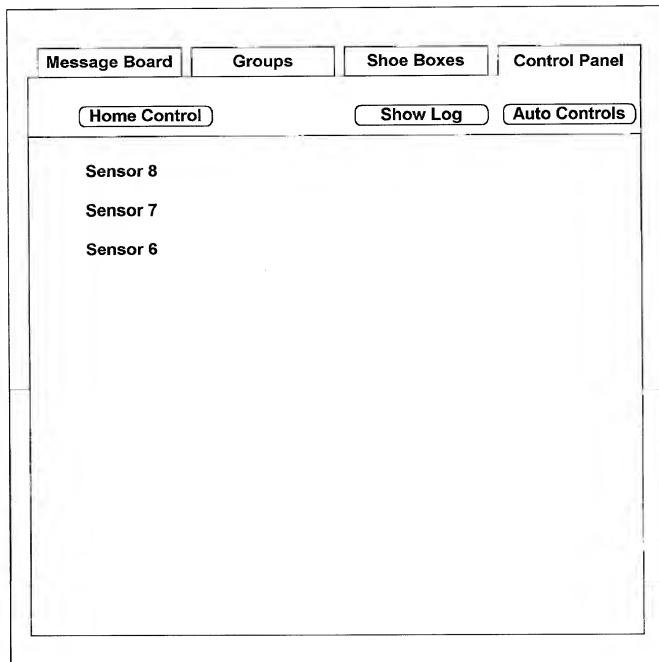 Message Board Groups Shoe Boxes Control Panel
Home Control Show Log Auto Controls
Sensor 8
Sensor 7
Sensor 6